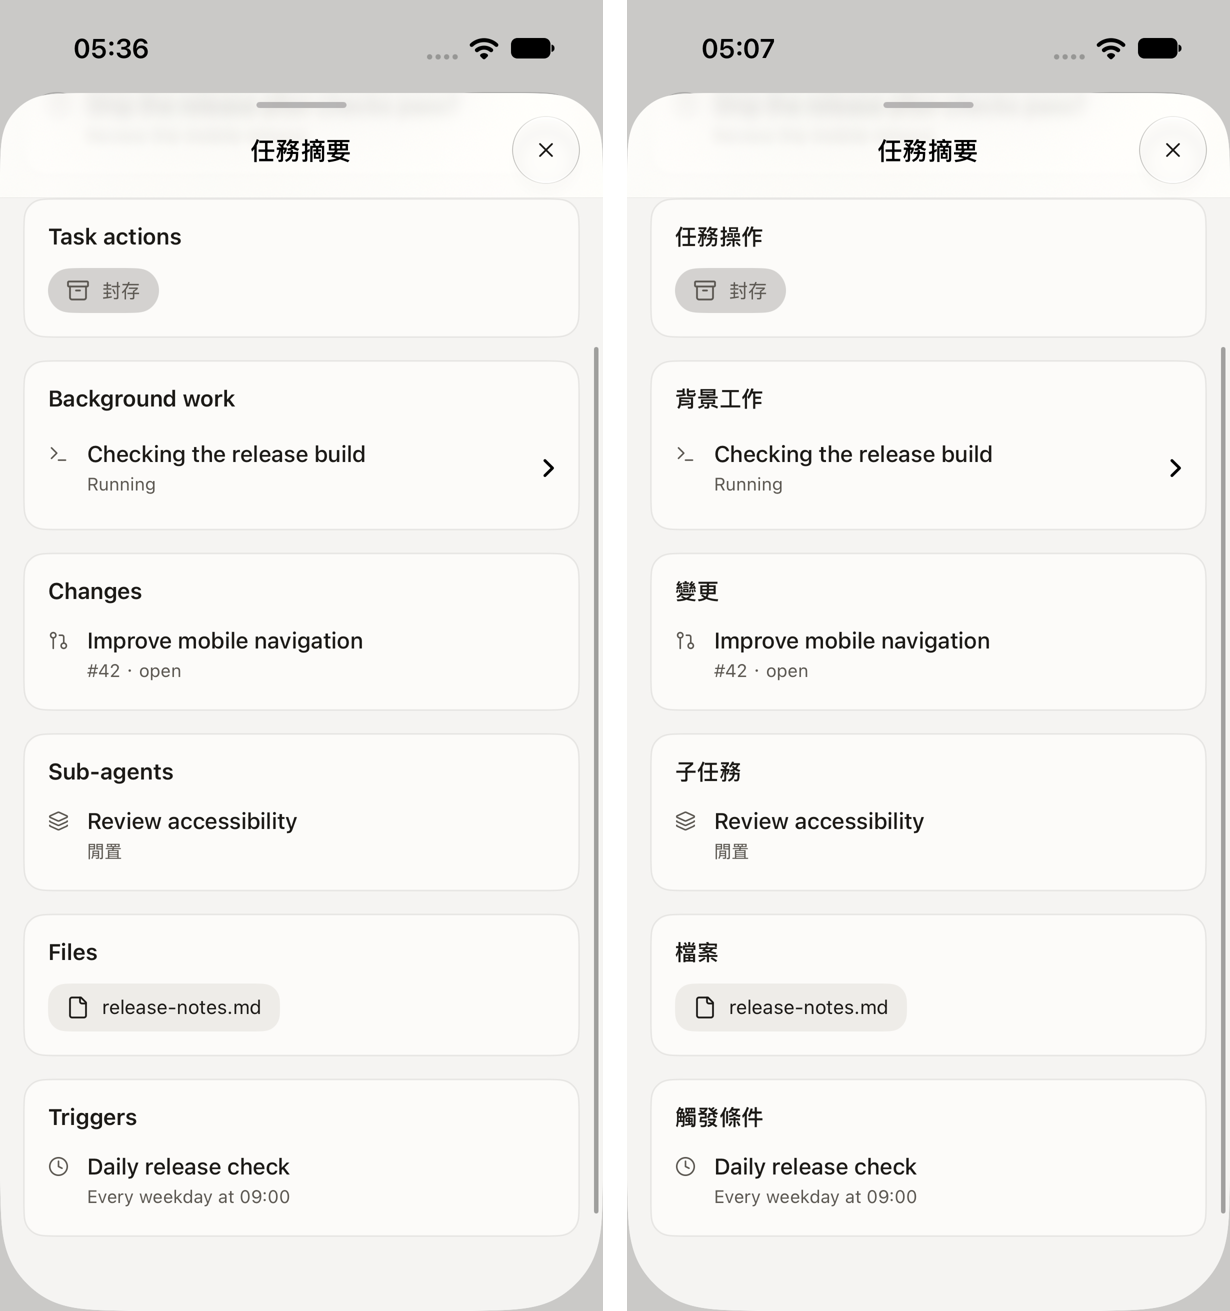 05:36
任務摘要
Task actions
封存
Background work
Checking the release build
Running
Changes
Improve mobile navigation
#42 · open
Sub-agents
Review accessibility
閒置
Files
release-notes.md
Triggers
Daily release check
Every weekday at 09:00
05:07
任務摘要
任務操作
封存
背景工作
Checking the release build
Running
變更
Improve mobile navigation
#42 · open
子任務
Review accessibility
閒置
檔案
release-notes.md
觸發條件
Daily release check
Every weekday at 09:00